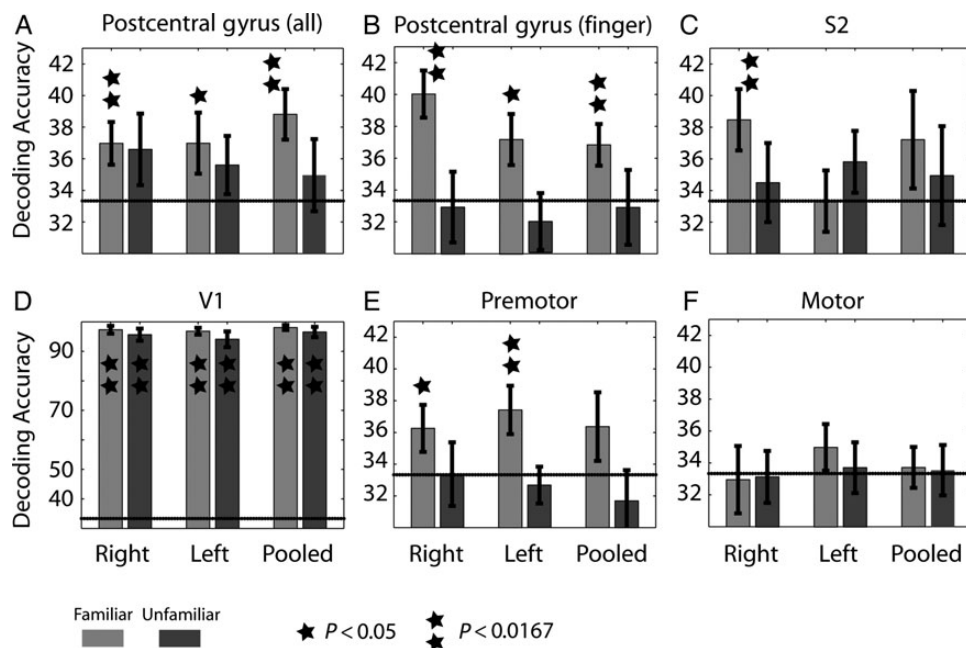 A Postcentral gyrus (all)
B Postcentral gyrus (finger)
C S2
Decoding Accuracy
42
40
38
36
34
32
42
40
38
36
34
32
42
40
38
36
34
32
D V1
E Premotor
F Motor
Decoding Accuracy
90
70
50
40
42
40
38
36
34
32
42
40
38
36
34
32
Right Left Pooled
Right Left Pooled
Right Left Pooled
Familiar Unfamiliar
P < 0.05
P < 0.0167